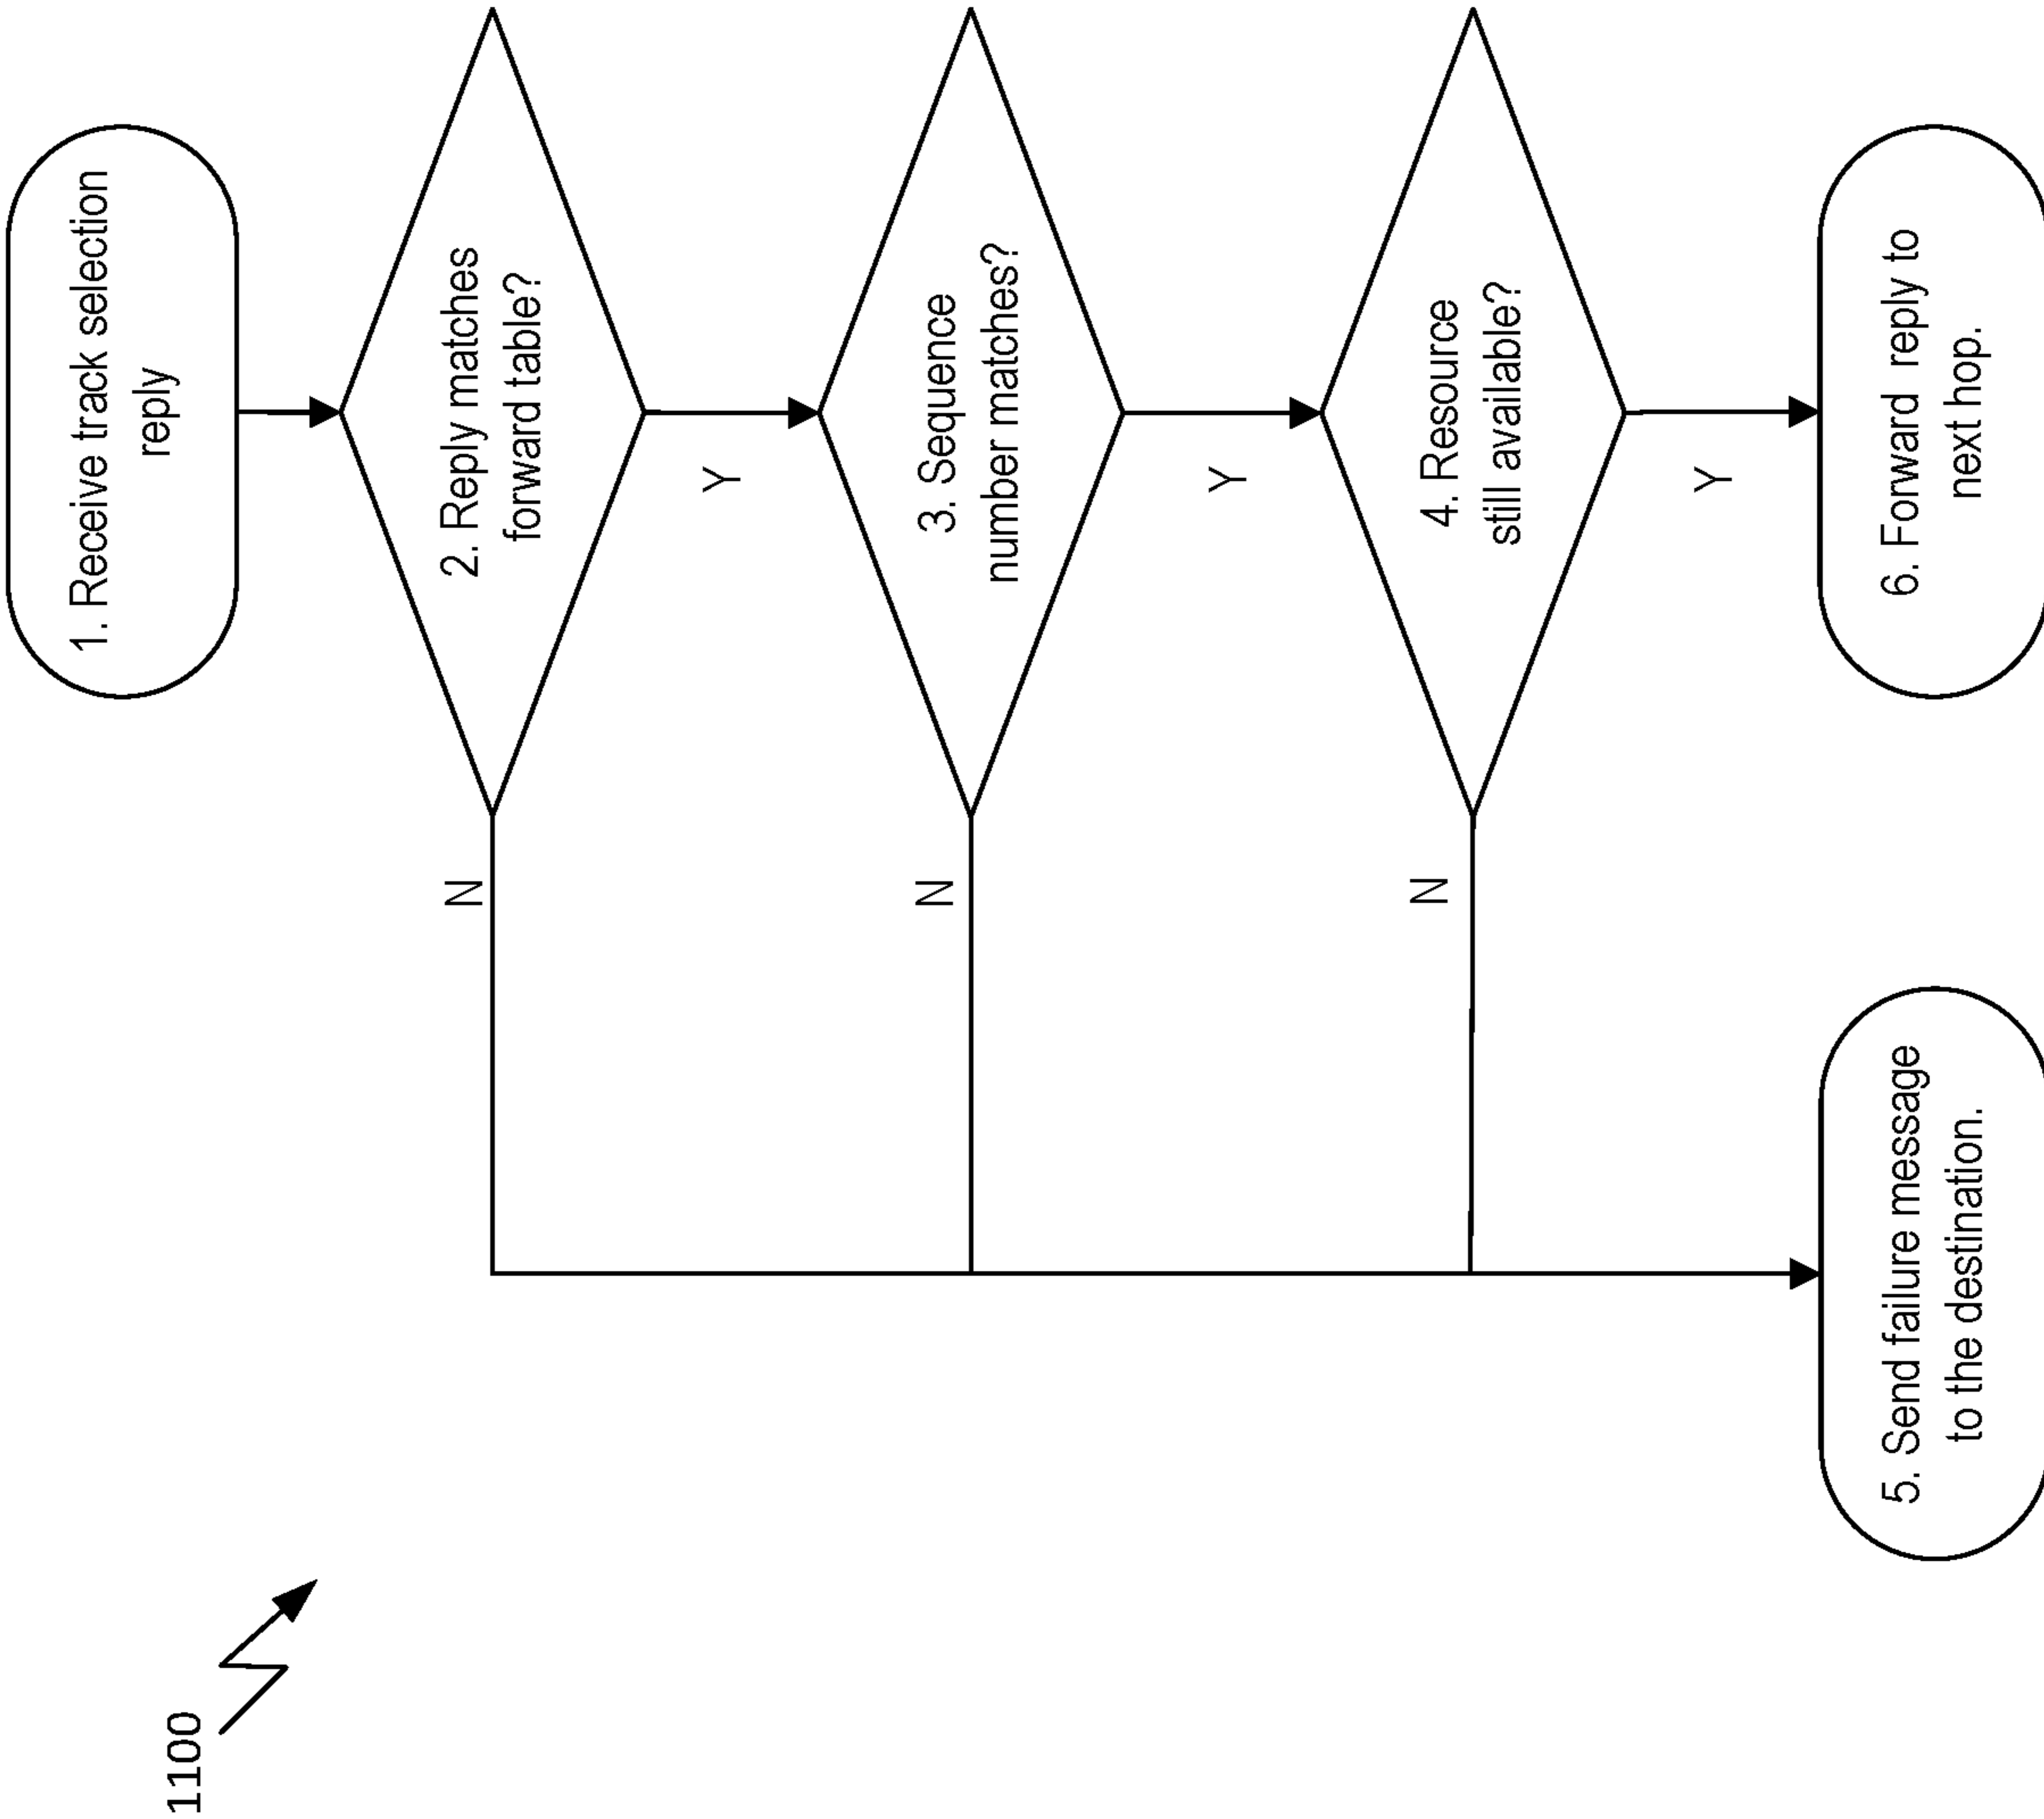 1100
1. Receive track selection
reply
2. Reply matches
forward table?
N
Y
3. Sequence
number matches?
N
Y
4. Resource
still available?
N
Y
5. Send failure message
to the destination.
6. Forward reply to
next hop.